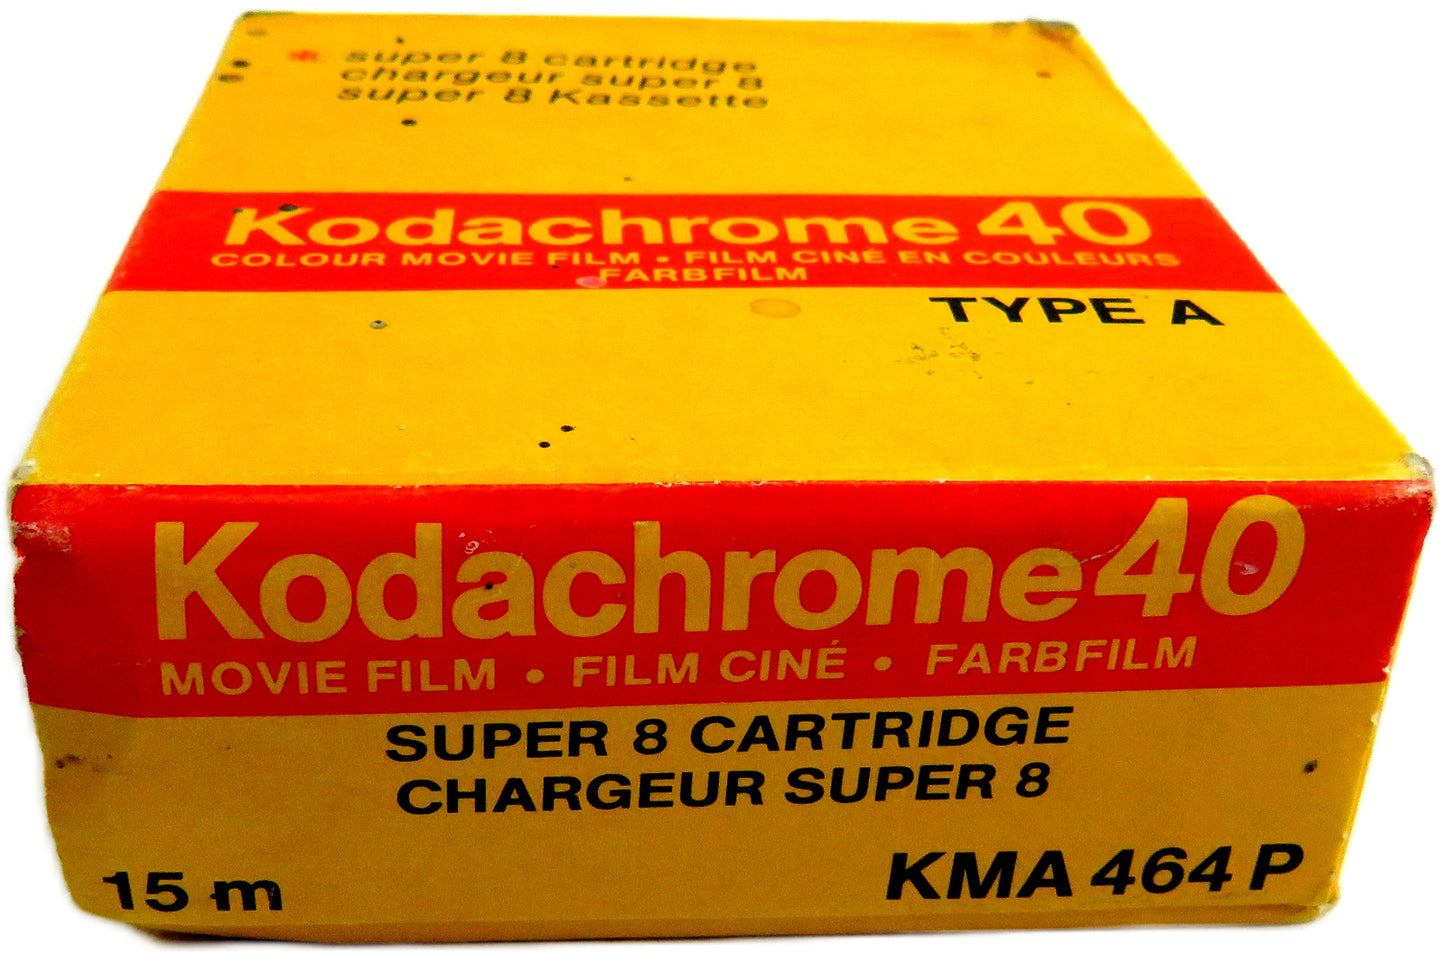 * super 8 cartridge
chargeur super 8
super 8 Kassette
Kodachrome 40
COLOUR MOVIE FILM • FILM CINÉ EN COULEURS
FARBFILM
TYPE A
Kodachrome 40
MOVIE FILM • FILM CINÉ • FARBFILM
SUPER 8 CARTRIDGE
CHARGEUR SUPER 8
15 m KMA 464 P